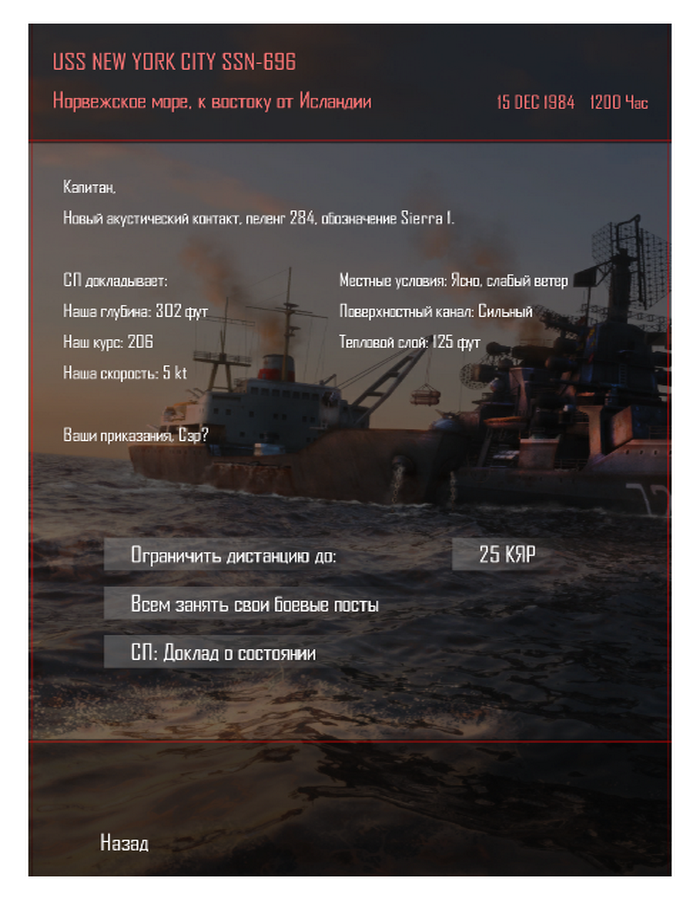 USS NEW YORK CITY SSN-696
Норвежское море, к востоку от Исландии 15 DEC 1984 1200 Час
Капитан,
Новый акустический контакт, пеленг 284, обозначение Sierra 1.
СП докладывает: Местные условия: Ясно, слабый ветер
Наша глубина: 302 фут Поверхностный канал: Сильный
Наш курс: 206 Тепловой слой: 125 фут
Наша скорость: 5 kt
Ваши приказания, Сэр?
Ограничить дистанцию до: 25 КЯР
Всем занять свои боевые посты
СП: Доклад о состоянии
Назад